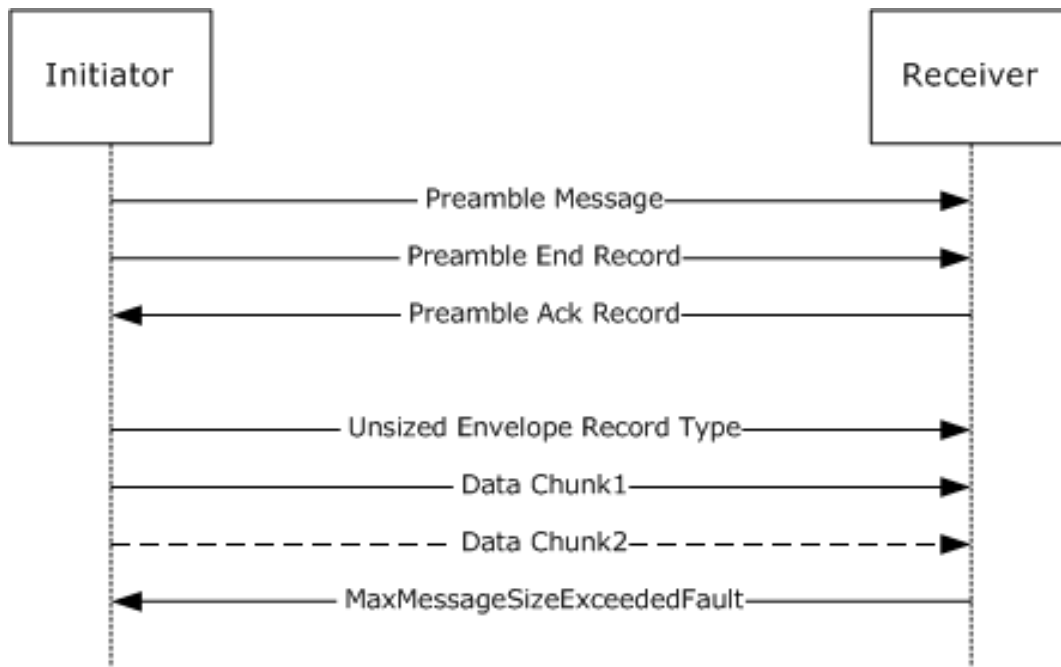 Initiator
Receiver
Preamble Message
Preamble End Record
Preamble Ack Record
Unsized Envelope Record Type
Data Chunk1
Data Chunk2
MaxMessageSizeExceededFault